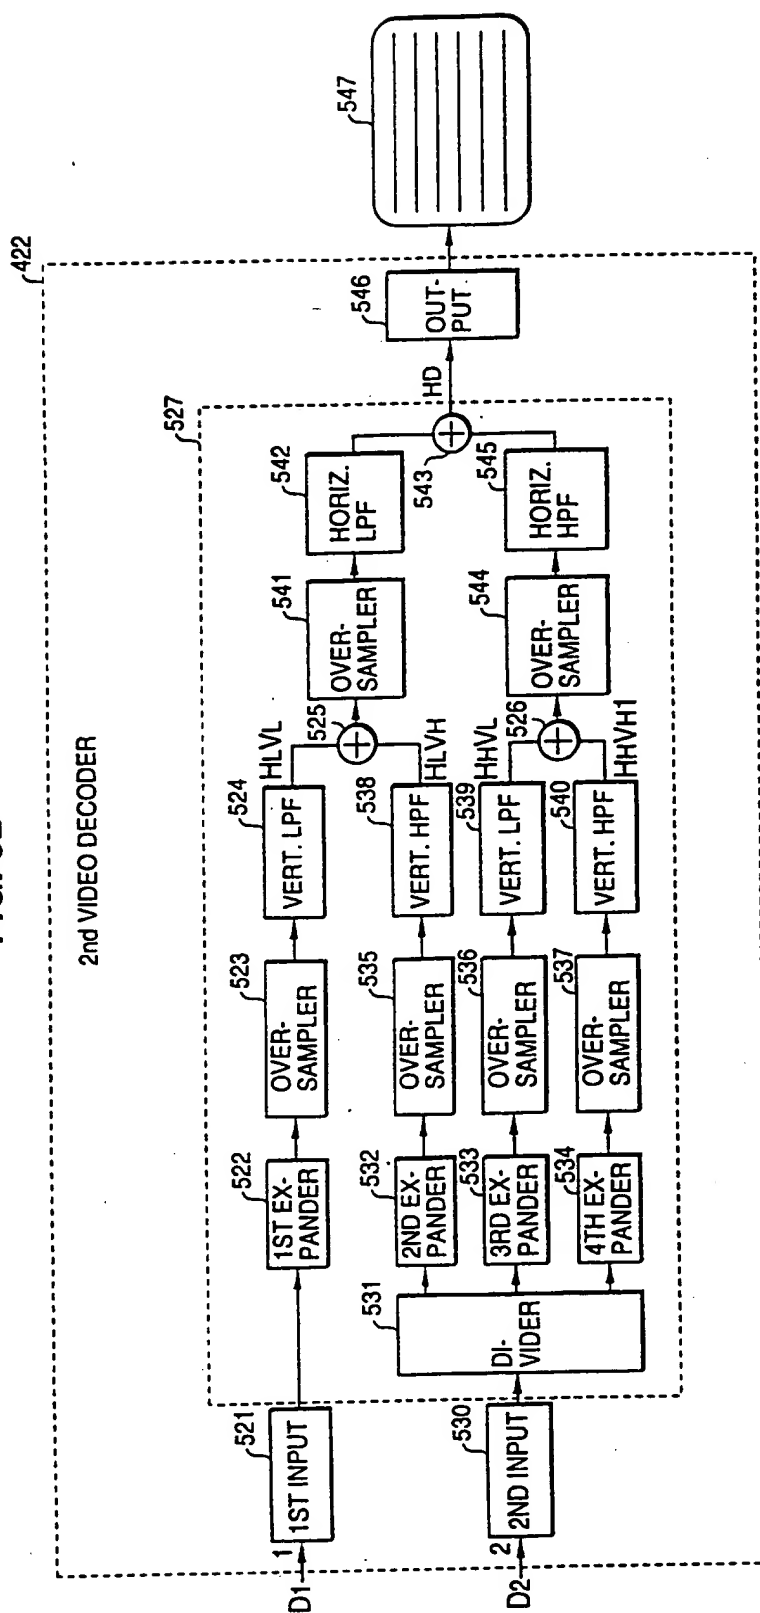 2nd VIDEO DECODER
422
527
D1
1
521
1ST INPUT
522
1ST EX-
PANDER
523
OVER-
SAMPLER
524
VERT. LPF
HLVL
525
541
OVER-
SAMPLER
542
HORIZ.
LPF
D2
2
530
2ND INPUT
531
DI-
VIDER
532
2ND EX-
PANDER
535
OVER-
SAMPLER
538
VERT. HPF
HLVH
533
3RD EX-
PANDER
536
OVER-
SAMPLER
539
VERT. LPF
HHVL
526
544
OVER-
SAMPLER
545
HORIZ.
HPF
534
4TH EX-
PANDER
537
OVER-
SAMPLER
540
VERT. HPF
HHVH1
543
HD
546
OUT-
PUT
547